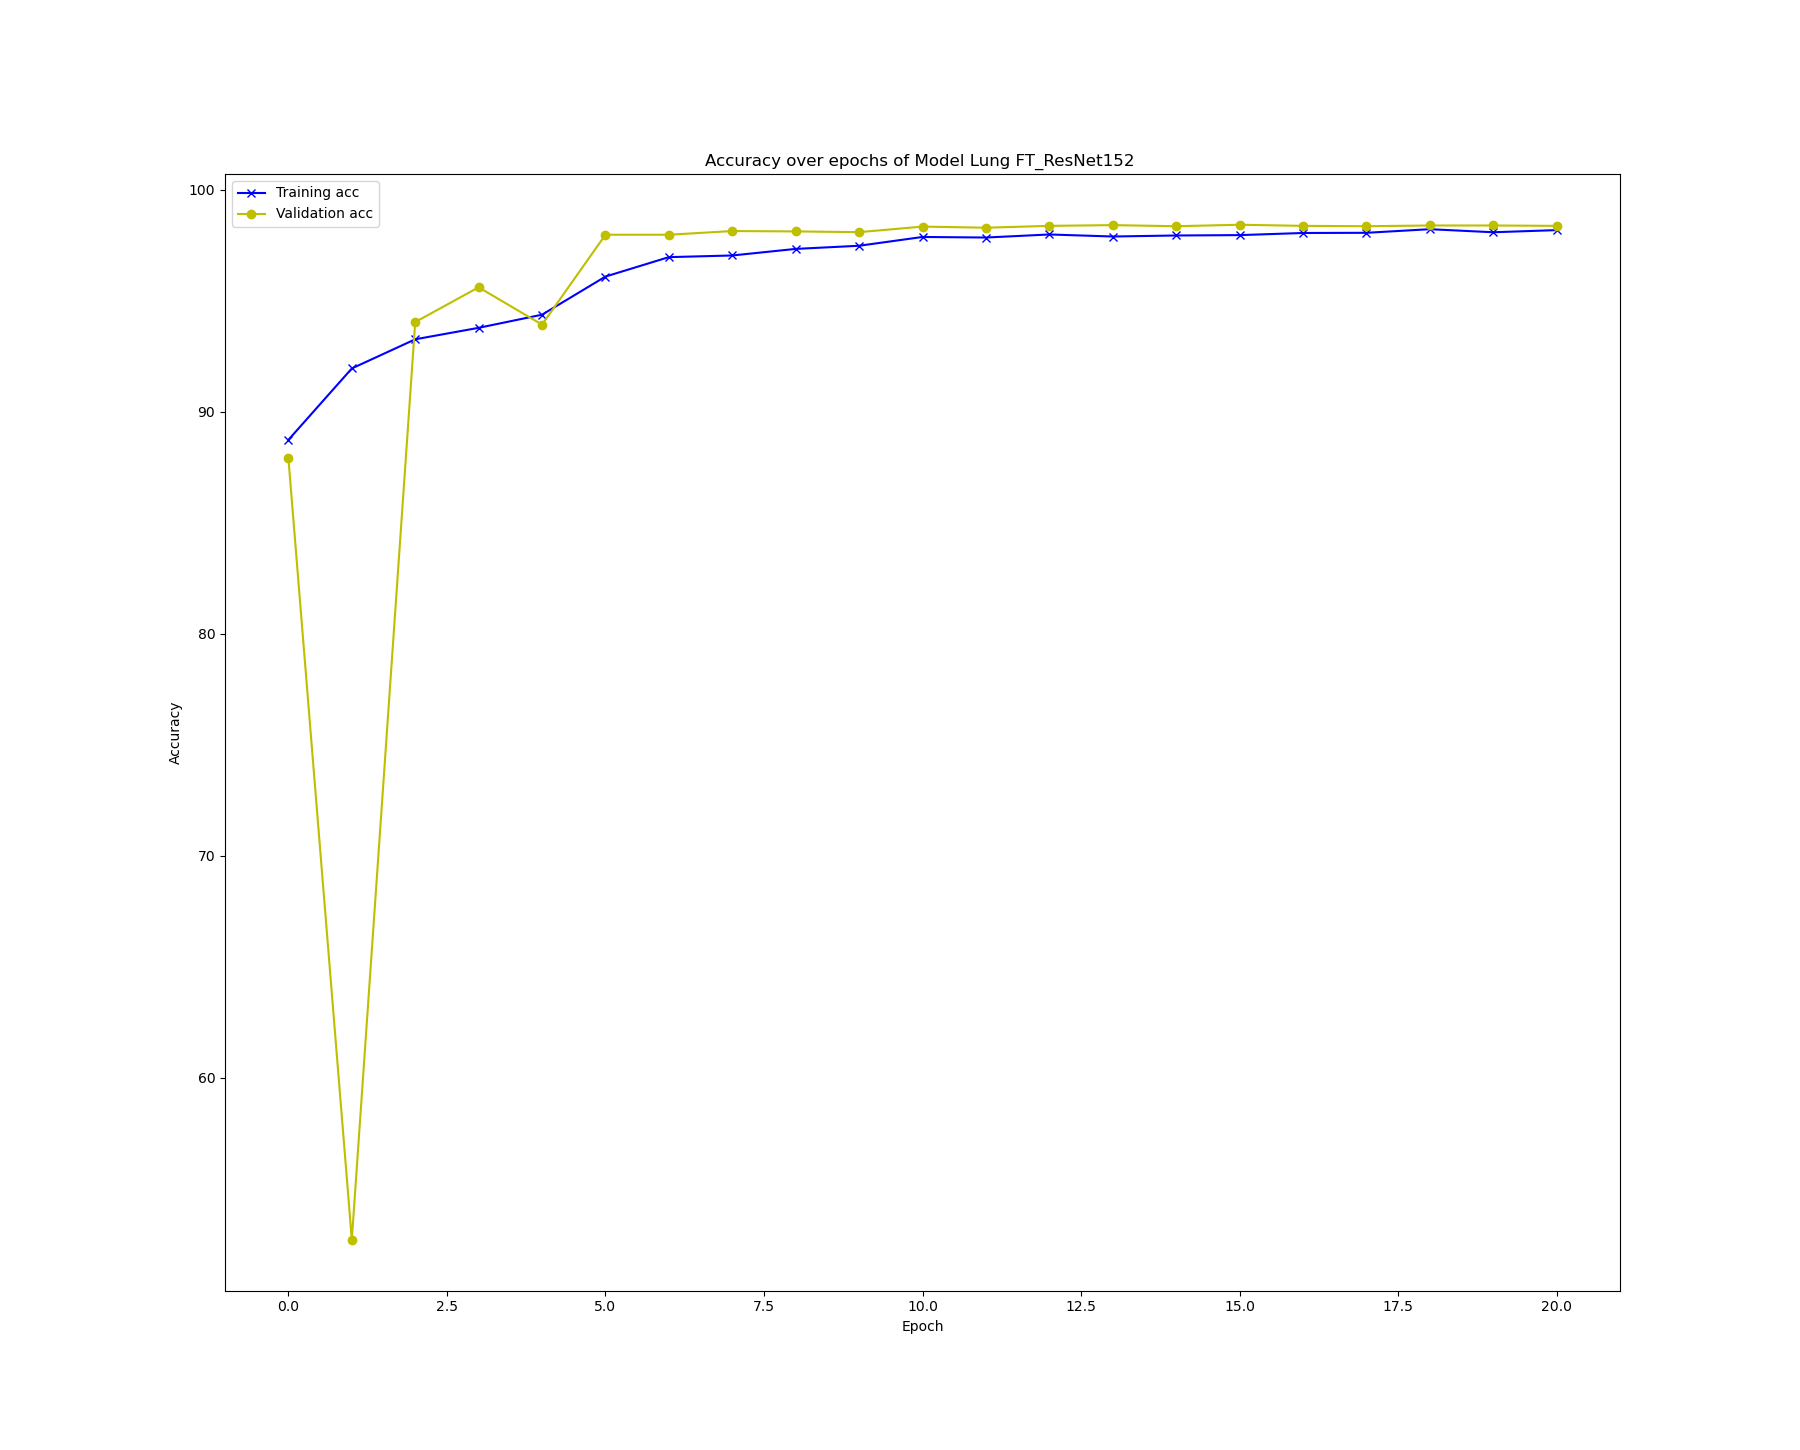 Accuracy over epochs of Model Lung FT_ResNet152
Training acc
Validation acc
100
90
80
70
60
Accuracy
0.0 2.5 5.0 7.5 10.0 12.5 15.0 17.5 20.0
Epoch